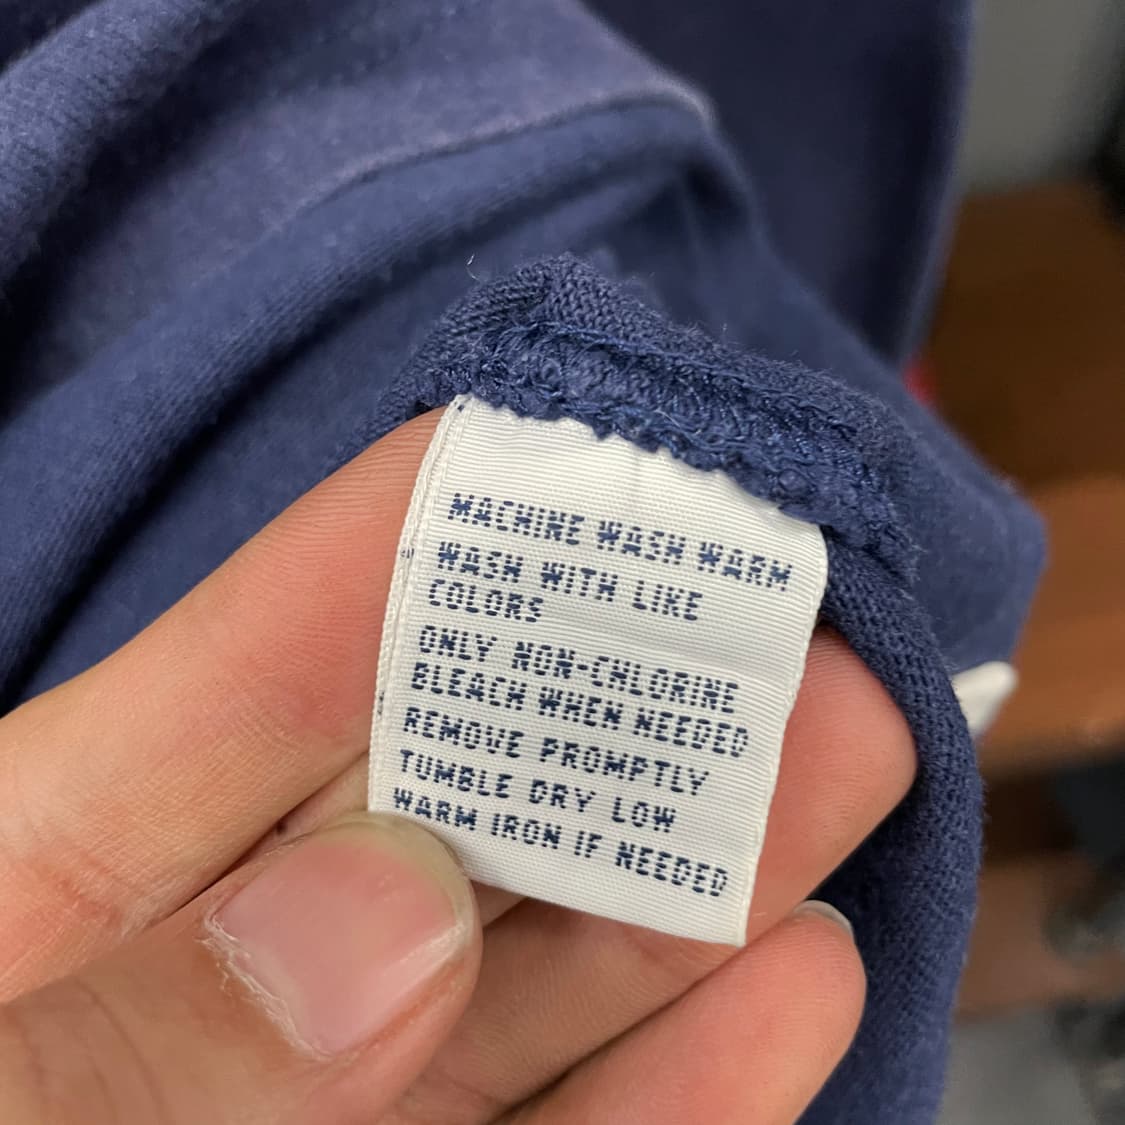 MACHINE WASH WARM
WASH WITH LIKE
COLORS
ONLY NON-CHLORINE
BLEACH WHEN NEEDED
REMOVE PROMPTLY
TUMBLE DRY LOW
WARM IRON IF NEEDED